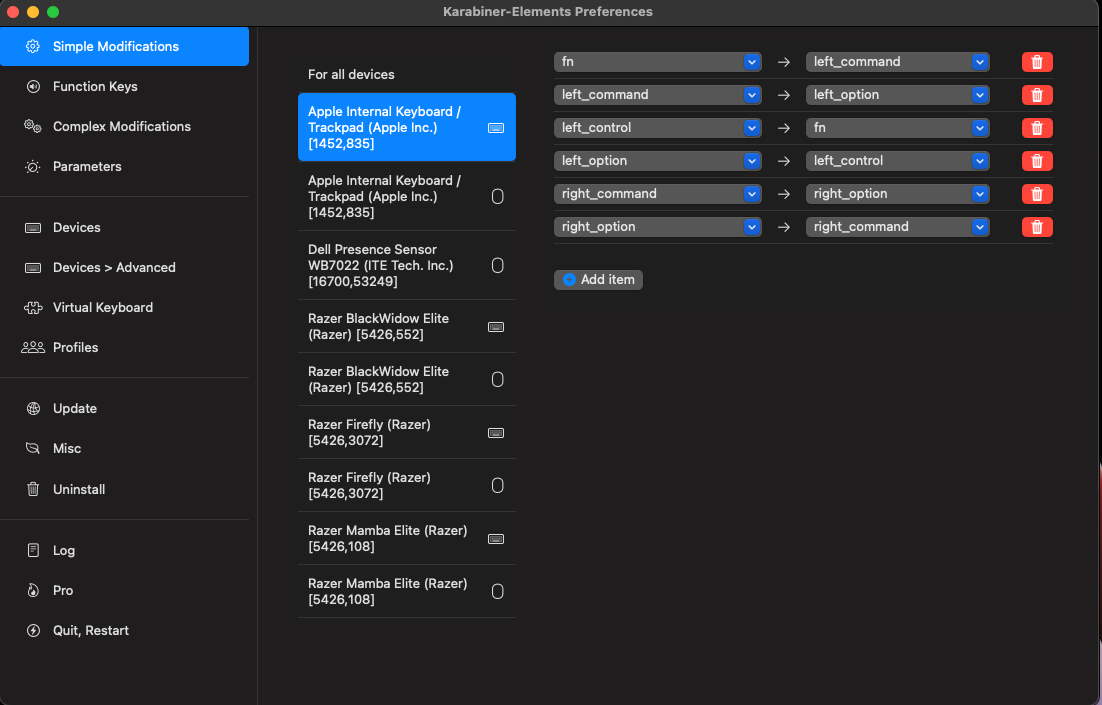 Karabiner-Elements Preferences
Simple Modifications
Function Keys
Complex Modifications
Parameters
Devices
Devices > Advanced
Virtual Keyboard
Profiles
Update
Misc
Uninstall
Log
Pro
Quit, Restart
For all devices
Apple Internal Keyboard /
Trackpad (Apple Inc.)
[1452,835]
Apple Internal Keyboard /
Trackpad (Apple Inc.)
[1452,835]
Dell Presence Sensor
WB7022 (ITE Tech. Inc.)
[16700,53249]
Razer BlackWidow Elite
(Razer) [5426,552]
Razer BlackWidow Elite
(Razer) [5426,552]
Razer Firefly (Razer)
[5426,3072]
Razer Firefly (Razer)
[5426,3072]
Razer Mamba Elite (Razer)
[5426,108]
Razer Mamba Elite (Razer)
[5426,108]
fn → left_command
left_command → left_option
left_control → fn
left_option → left_control
right_command → right_option
right_option → right_command
Add item